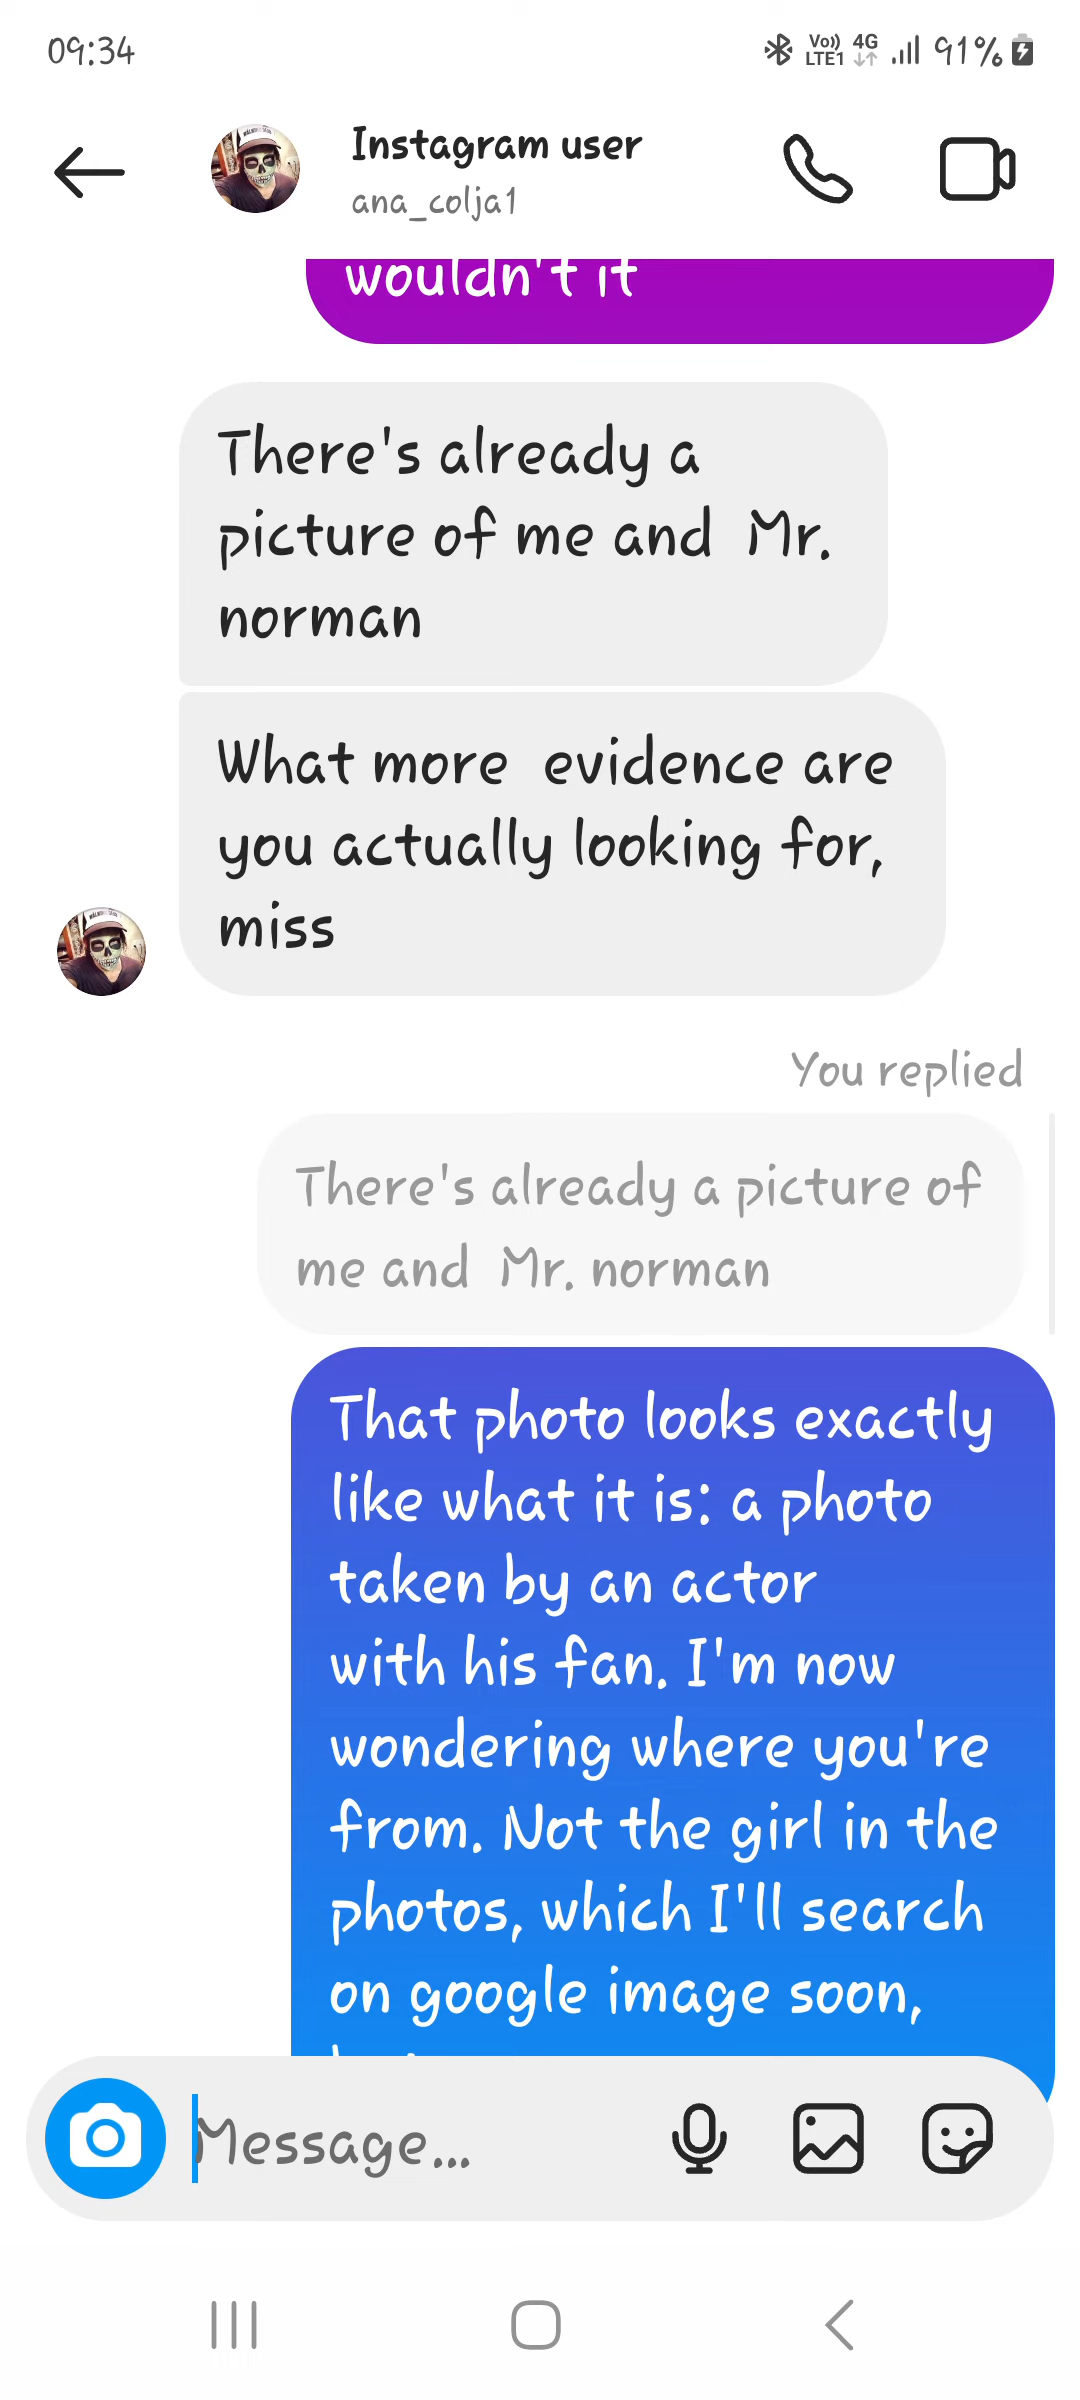 09:34 Vo)) LTE1 4G 91%
Instagram user
ana_colja1
wouldn't it
There's already a
picture of me and Mr.
norman
What more evidence are
you actually looking for,
miss
You replied
There's already a picture of
me and Mr. norman
That photo looks exactly
like what it is: a photo
taken by an actor
with his fan. I'm now
wondering where you're
from. Not the girl in the
photos, which I'll search
on google image soon,
Message...